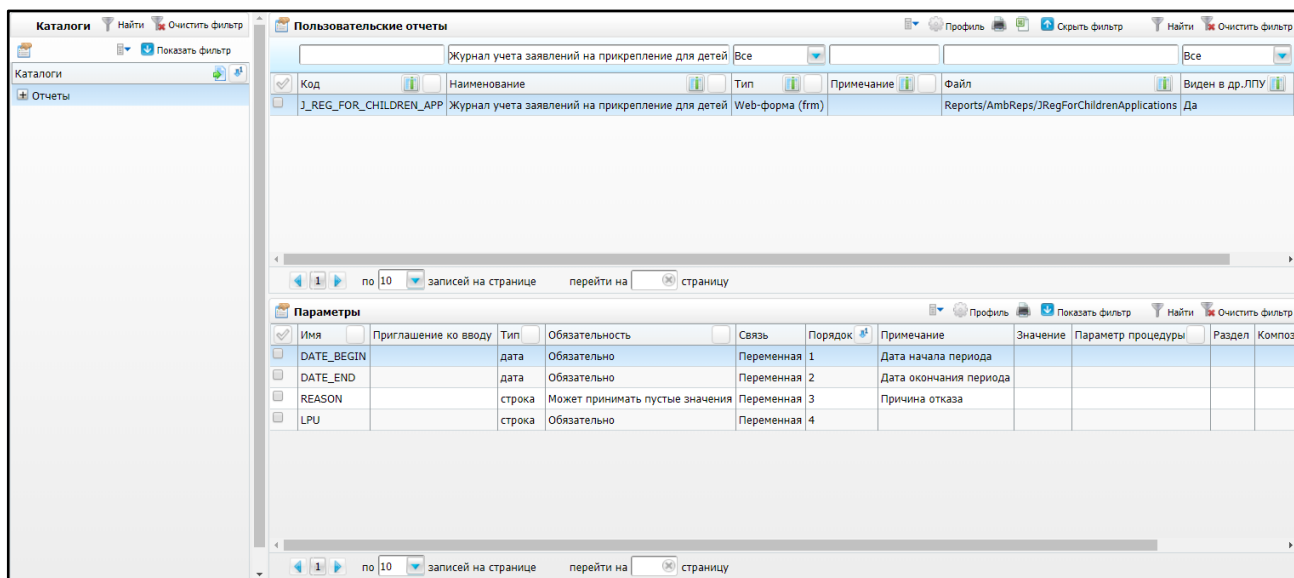 Каталоги Найти Очистить фильтр
Показать фильтр
Каталоги
Отчеты
Пользовательские отчеты Профиль Скрыть фильтр Найти Очистить фильтр
Журнал учета заявлений на прикрепление для детей Все Все
Код Наименование Тип Примечание Файл Виден в др.ЛПУ
J_REG_FOR_CHILDREN_APP Журнал учета заявлений на прикрепление для детей Web-форма (frm) Reports/AmbReps/JRegForChildrenApplications Да
1 по 10 записей на странице перейти на страницу
Параметры Профиль Показать фильтр Найти Очистить фильтр
Имя Приглашение ко вводу Тип Обязательность Связь Порядок Примечание Значение Параметр процедуры Раздел Композ
DATE_BEGIN дата Обязательно Переменная 1 Дата начала периода
DATE_END дата Обязательно Переменная 2 Дата окончания периода
REASON строка Может принимать пустые значения Переменная 3 Причина отказа
LPU строка Обязательно Переменная 4
1 по 10 записей на странице перейти на страницу